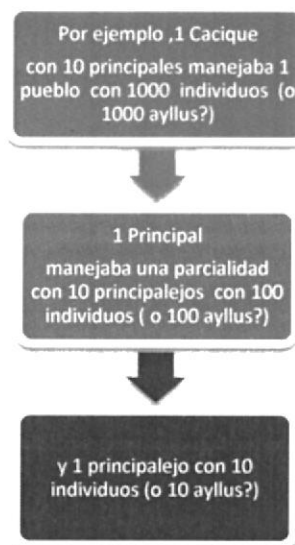 Por ejemplo ,1 Cacique
con 10 principales manejaba 1
pueblo con 1000 individuos (o
1000 ayllus?)
1 Principal
manejaba una parcialidad
con 10 principalejos con 100
individuos ( o 100 ayllus?)
y 1 principalejo con 10
individuos (o 10 ayllus?)